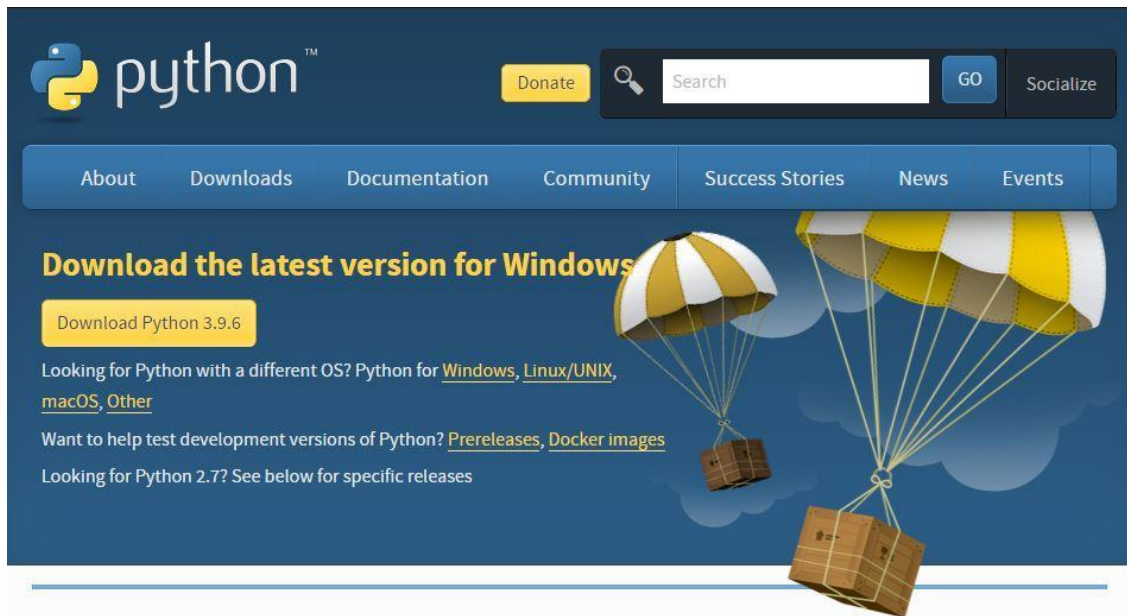 python™
Donate
Search
GO
Socialize
About Downloads Documentation Community Success Stories News Events
Download the latest version for Windows
Download Python 3.9.6
Looking for Python with a different OS? Python for Windows, Linux/UNIX,
macOS, Other
Want to help test development versions of Python? Prereleases, Docker images
Looking for Python 2.7? See below for specific releases